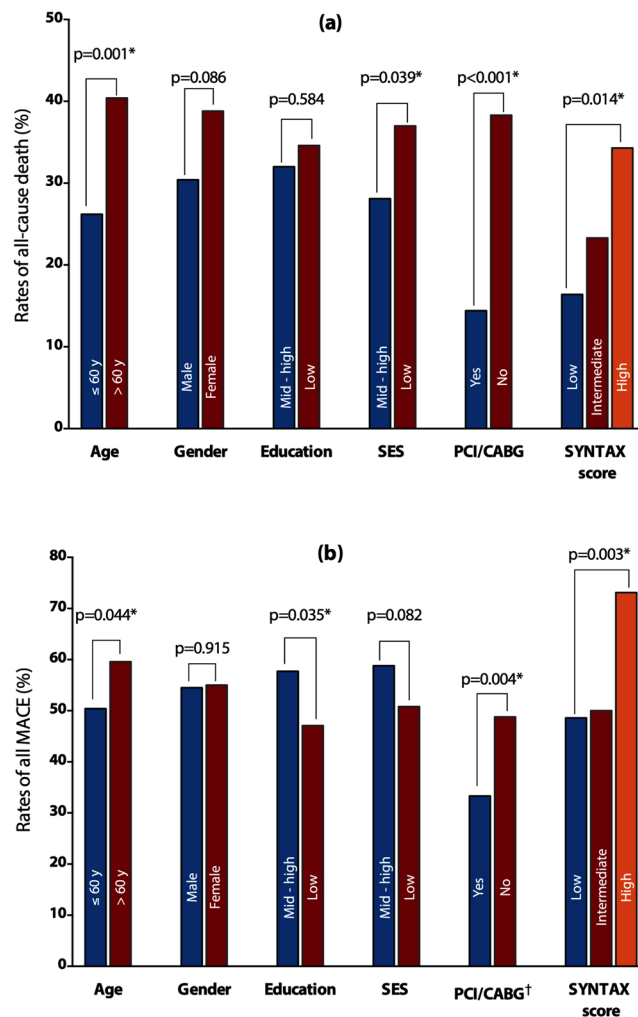 (a)
Rates of all-cause death (%)
50
40
30
20
10
0
p=0.001*
p=0.086
p=0.584
p=0.039*
p<0.001*
p=0.014*
≤ 60 y
> 60 y
Male
Female
Mid - high
Low
Mid - high
Low
Yes
No
Low
Intermediate
High
Age
Gender
Education
SES
PCI/CABG
SYNTAX
score
(b)
Rates of all MACE (%)
80
70
60
50
40
30
20
10
0
p=0.044*
p=0.915
p=0.035*
p=0.082
p=0.004*
p=0.003*
≤ 60 y
> 60 y
Male
Female
Mid - high
Low
Mid - high
Low
Yes
No
Low
Intermediate
High
Age
Gender
Education
SES
PCI/CABG†
SYNTAX
score